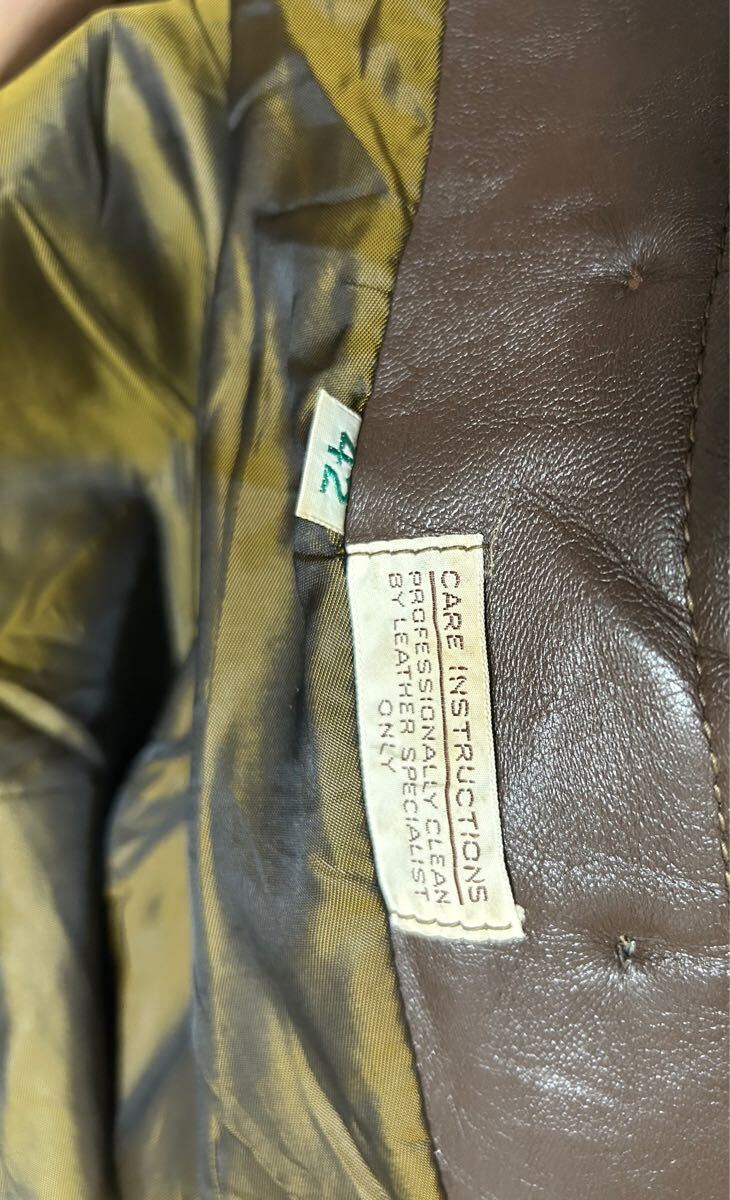 42
CARE INSTRUCTIONS
PROFESSIONALLY CLEAN
BY LEATHER SPECIALIST
ONLY